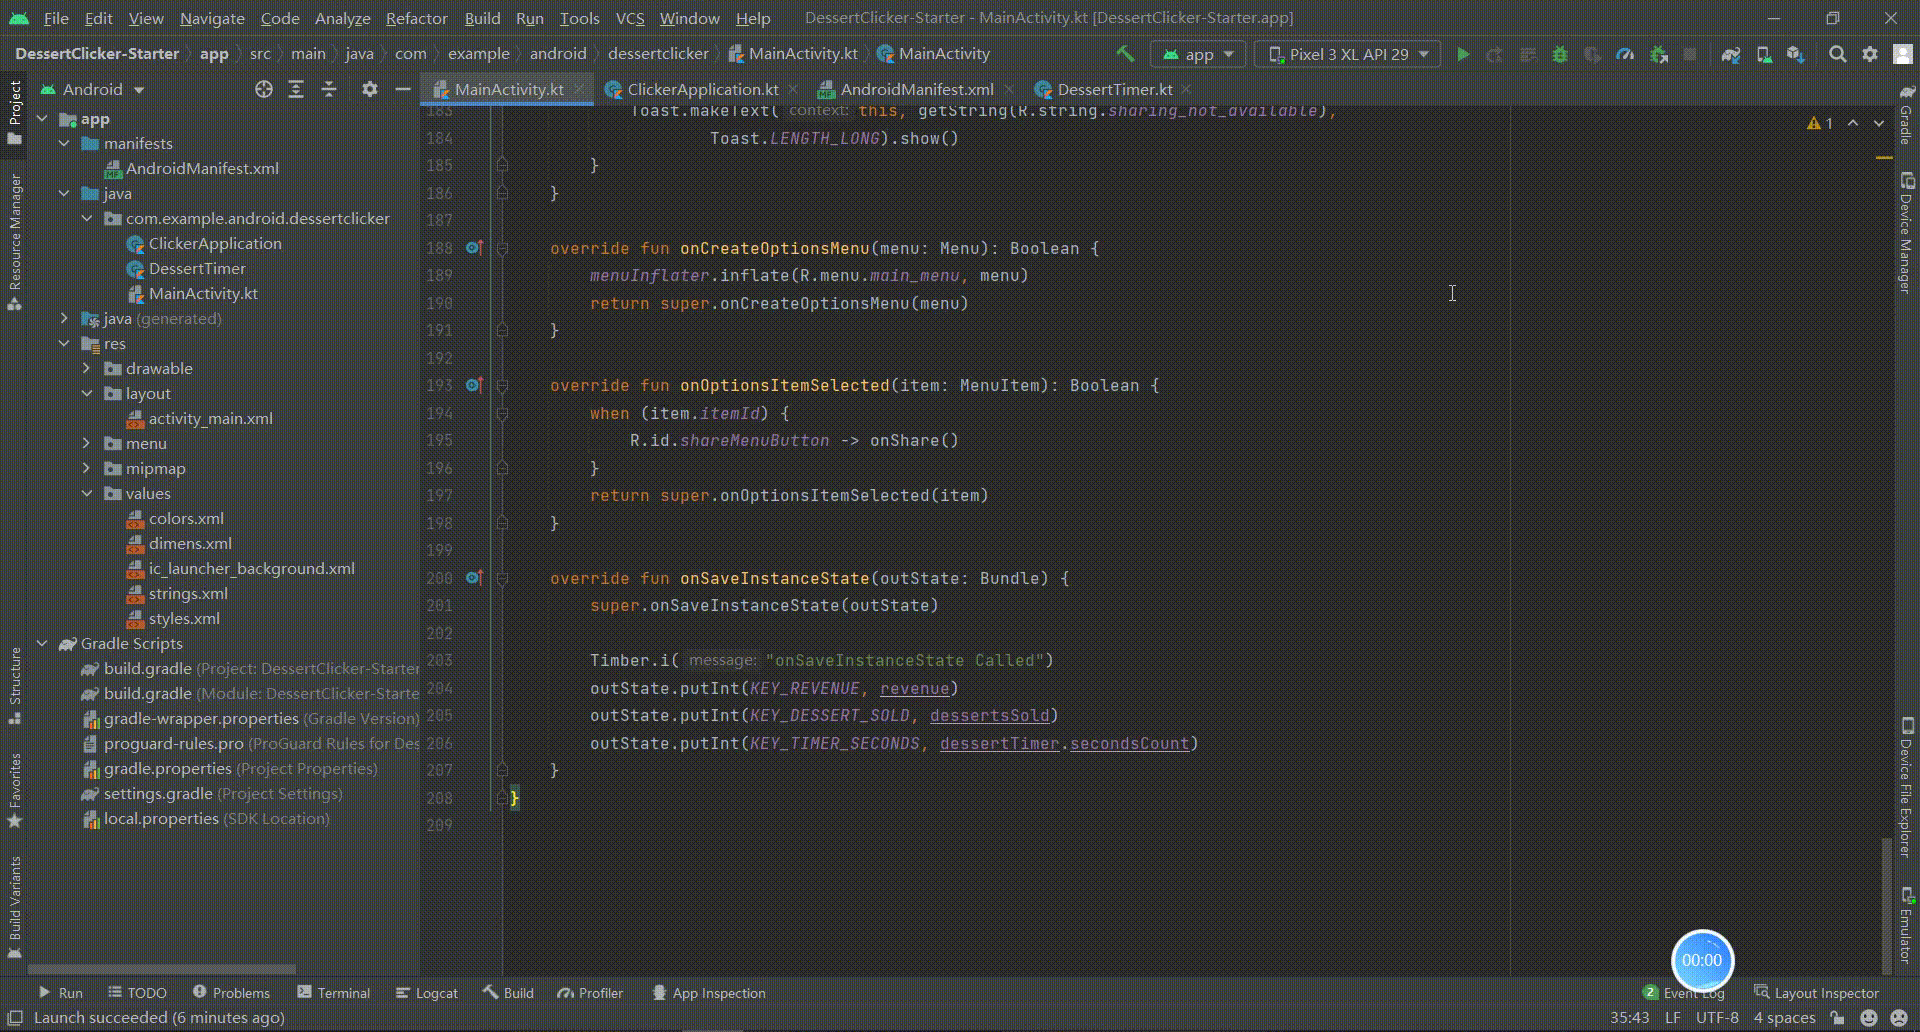 File Edit View Navigate Code Analyze Refactor Build Run Tools VCS Window Help DessertClicker-Starter - MainActivity.kt [DessertClicker-Starter.app]
DessertClicker-Starter app src main java com example android dessertclicker MainActivity.kt MainActivity app Pixel 3 XL API 29
Android
MainActivity.kt ClickerApplication.kt AndroidManifest.xml DessertTimer.kt
Project
Resource Manager
Structure
Favorites
Build Variants
app
manifests
AndroidManifest.xml
java
com.example.android.dessertclicker
ClickerApplication
DessertTimer
MainActivity.kt
java (generated)
res
drawable
layout
activity_main.xml
menu
mipmap
values
colors.xml
dimens.xml
ic_launcher_background.xml
strings.xml
styles.xml
Gradle Scripts
build.gradle (Project: DessertClicker-Starter
build.gradle (Module: DessertClicker-Starte
gradle-wrapper.properties (Gradle Version)
proguard-rules.pro (ProGuard Rules for Des
gradle.properties (Project Properties)
settings.gradle (Project Settings)
local.properties (SDK Location)
183 Toast.makeText( context: this, getString(R.string.sharing_not_available),
184 Toast.LENGTH_LONG).show()
185 }
186 }
187
188 override fun onCreateOptionsMenu(menu: Menu): Boolean {
189 menuInflater.inflate(R.menu.main_menu, menu)
190 return super.onCreateOptionsMenu(menu)
191 }
192
193 override fun onOptionsItemSelected(item: MenuItem): Boolean {
194 when (item.itemId) {
195 R.id.shareMenuButton -> onShare()
196 }
197 return super.onOptionsItemSelected(item)
198 }
199
200 override fun onSaveInstanceState(outState: Bundle) {
201 super.onSaveInstanceState(outState)
202
203 Timber.i( message: "onSaveInstanceState Called")
204 outState.putInt(KEY_REVENUE, revenue)
205 outState.putInt(KEY_DESSERT_SOLD, dessertsSold)
206 outState.putInt(KEY_TIMER_SECONDS, dessertTimer.secondsCount)
207 }
208 }
209
1
Gradle
Device Manager
Device File Explorer
Emulator
00:00
Run TODO Problems Terminal Logcat Build Profiler App Inspection 2 Event Log Layout Inspector
Launch succeeded (6 minutes ago) 35:43 LF UTF-8 4 spaces